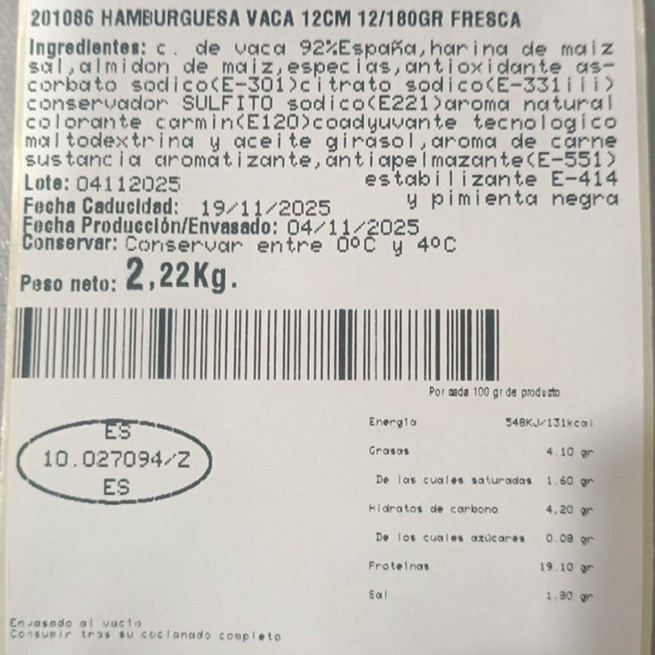 201086 HAMBURGUESA VACA 12CM 12/180GR FRESCA
Ingredientes: c. de vaca 92%España,harina de maiz
sal,almidon de maiz,especias,antioxidante as-
corbato sodico(E-301)citrato sodico(E-331iii)
conservador SULFITO sodico(E221)aroma natural
colorante carmin(E120)coadyuvante tecnologico
maltodextrina y aceite girasol,aroma de carne
sustancia aromatizante,antiapelmazante(E-551)
Lote: 04112025 estabilizante E-414
Fecha Caducidad: 19/11/2025 y pimienta negra
Fecha Producción/Envasado: 04/11/2025
Conservar: Conservar entre 0ºC y 4ºC
Peso neto: 2,22Kg.
Por cada 100 gr de producto
Energia 548KJ/131kcal
Grasas 4.10 gr
De las cuales saturadas 1.60 gr
Hidratos de carbono 4,20 gr
De los cuales azúcares 0.08 gr
Proteinas 19.10 gr
Sal 1,80 gr
ES
10.027094/Z
ES
Envasado al vacio
Consumir tras su cocianado completo